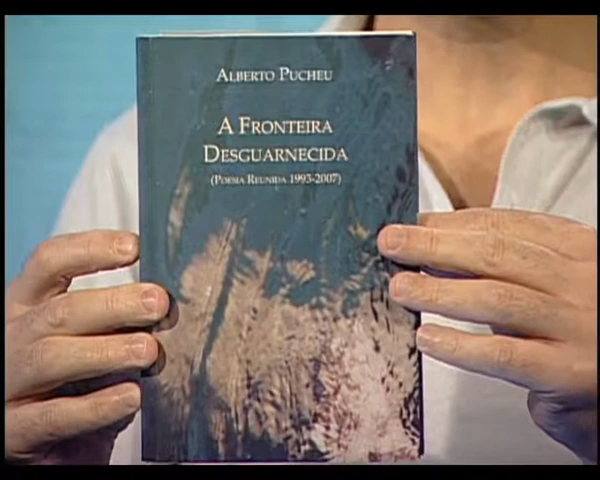 ALBERTO PUCHEU
A FRONTEIRA
DESGUARNECIDA
(POESIA REUNIDA 1993-2007)